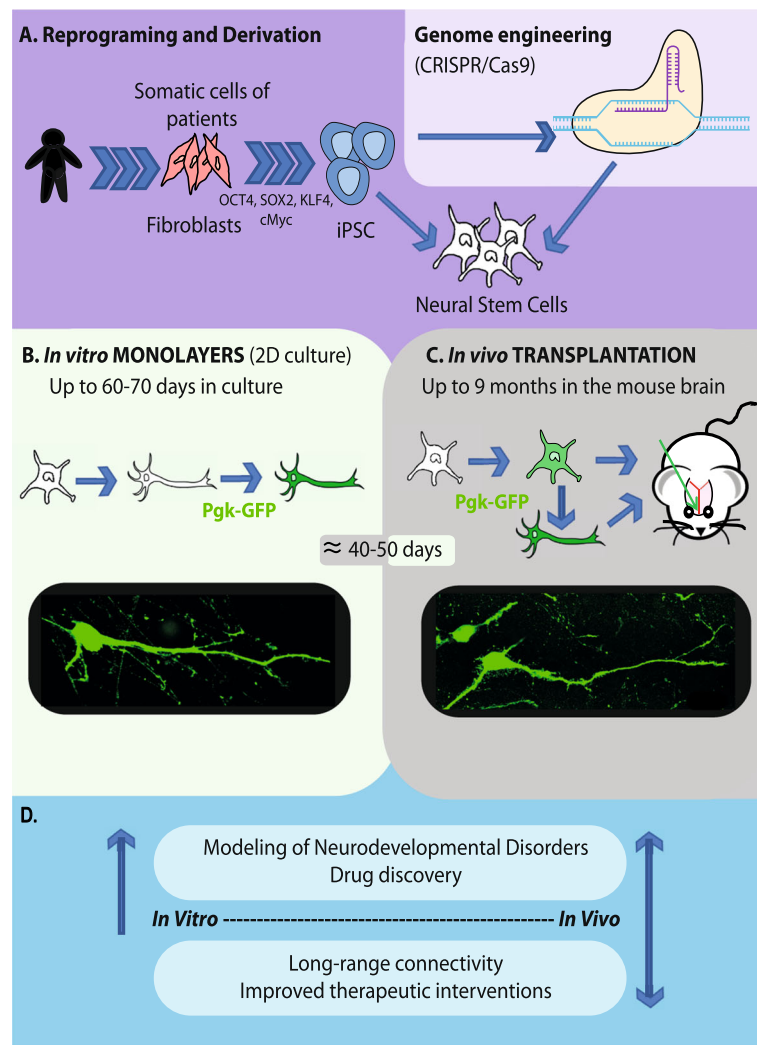 A. Reprograming and Derivation
Genome engineering
(CRISPR/Cas9)
Somatic cells of
patients
OCT4, SOX2, KLF4,
cMyc
Fibroblasts
iPSC
Neural Stem Cells
B. In vitro MONOLAYERS (2D culture)
Up to 60-70 days in culture
Pgk-GFP
C. In vivo TRANSPLANTATION
Up to 9 months in the mouse brain
Pgk-GFP
≈ 40-50 days
D.
Modeling of Neurodevelopmental Disorders
Drug discovery
In Vitro ------------------------------------------------- In Vivo
Long-range connectivity
Improved therapeutic interventions